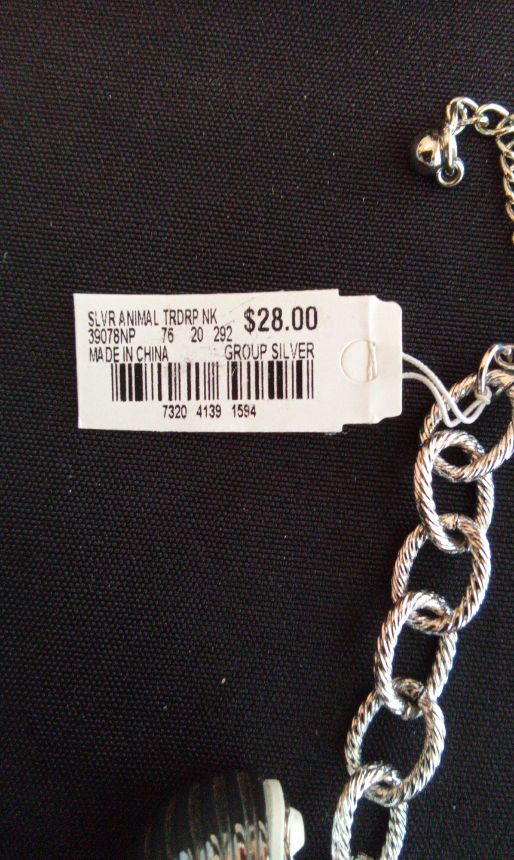 SLVR ANIMAL TRDRP NK $28.00
39078NP 76 20 292
MADE IN CHINA GROUP SILVER
7320 4139 1594